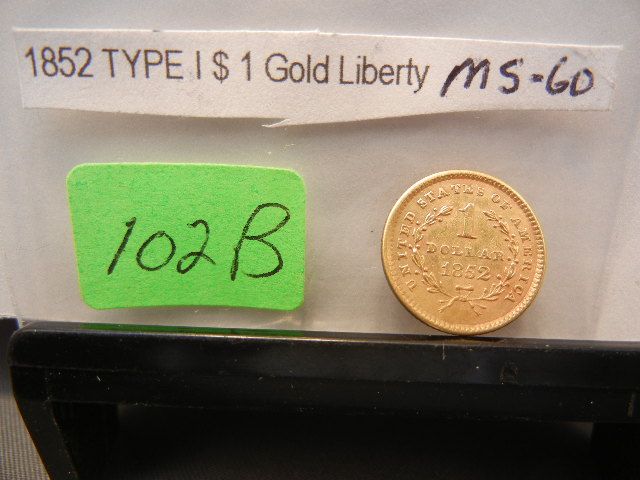 1852 TYPE I $ 1 Gold Liberty MS-60
102B
UNITED STATES OF AMERICA
1
DOLLAR
1852